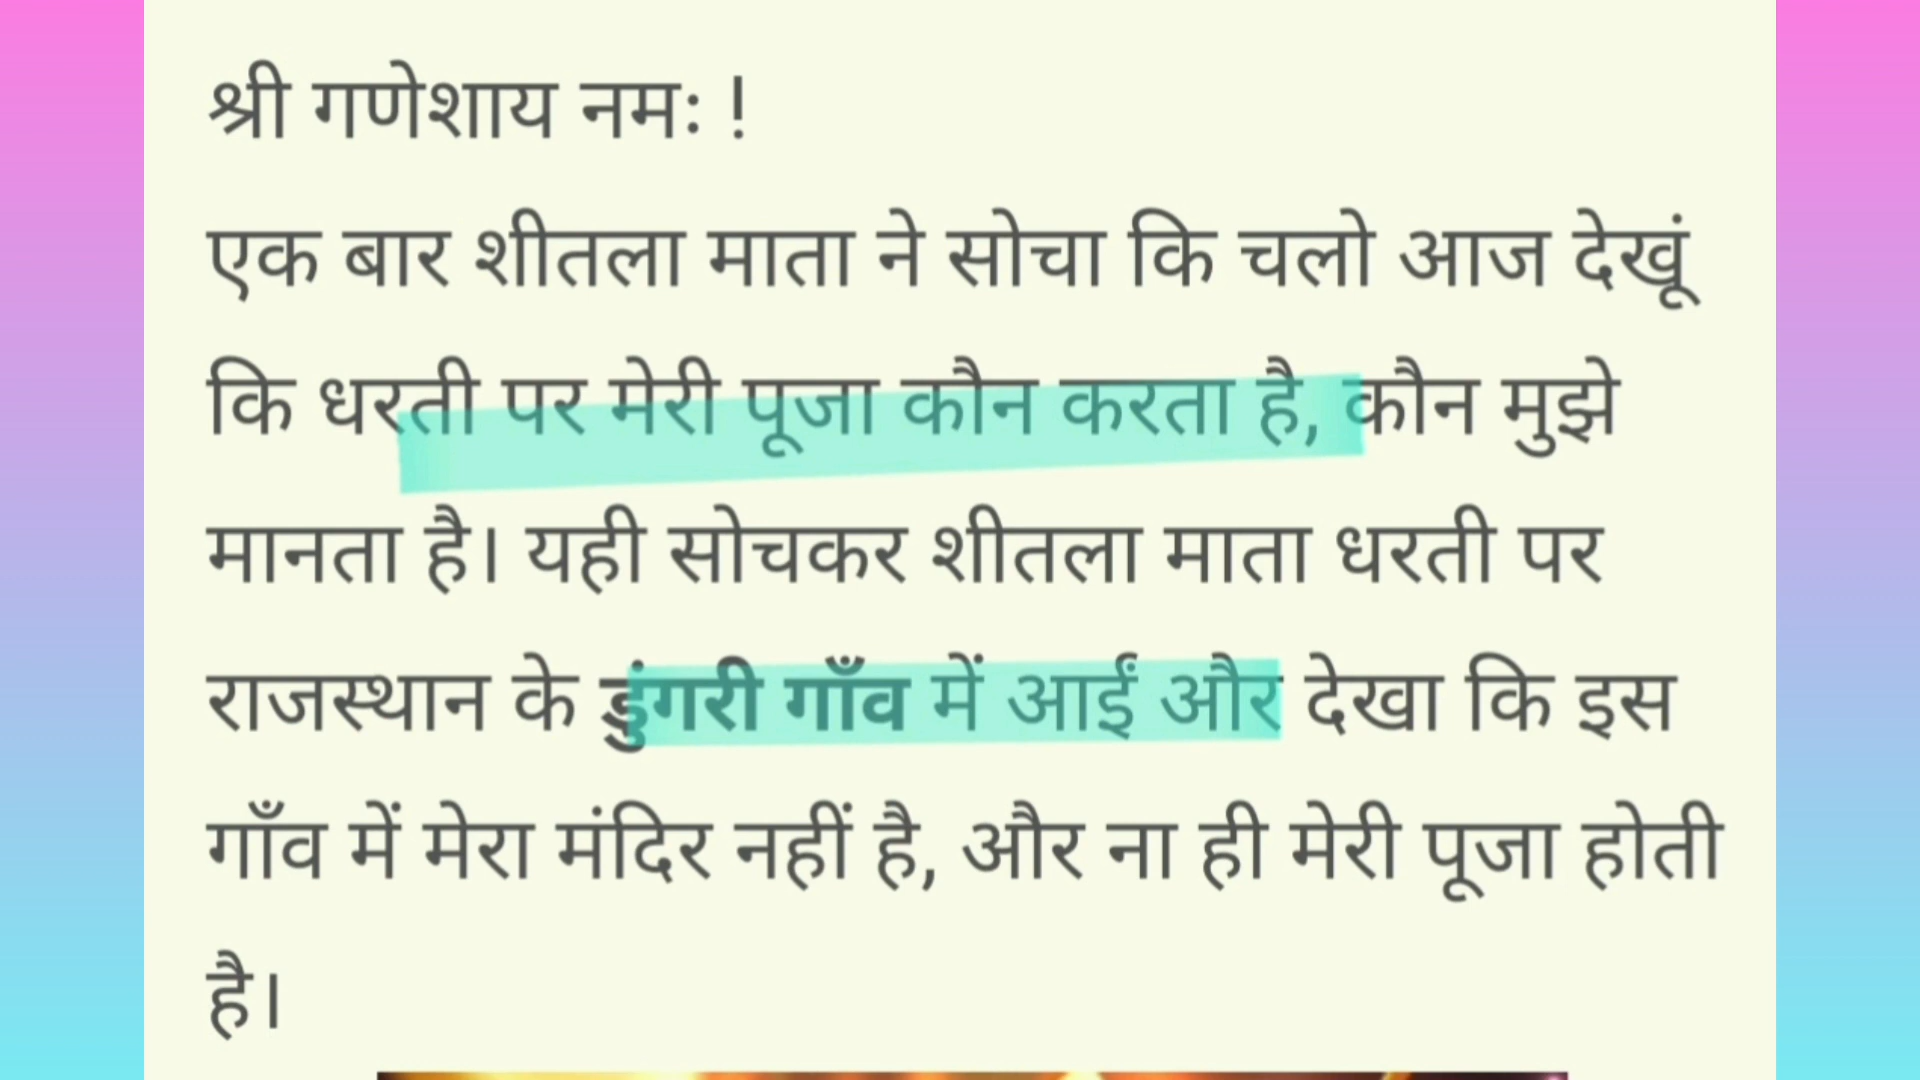 श्री गणेशाय नमः !
एक बार शीतला माता ने सोचा कि चलो आज देखूं
कि धरती पर मेरी पूजा कौन करता है, कौन मुझे
मानता है। यही सोचकर शीतला माता धरती पर
राजस्थान के डुंगरी गाँव में आईं और देखा कि इस
गाँव में मेरा मंदिर नहीं है, और ना ही मेरी पूजा होती
है।